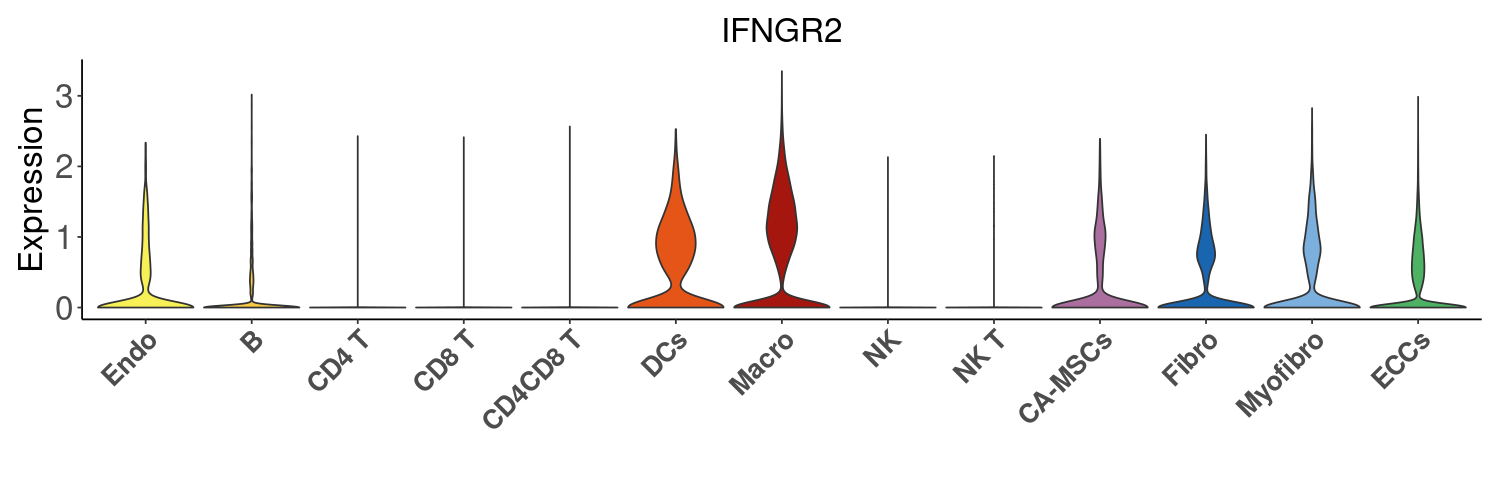 IFNGR2
Expression
3
2
1
0
Endo
B
CD4 T
CD8 T
CD4CD8 T
DCs
Macro
NK
NK T
CA-MSCs
Fibro
Myofibro
ECCs